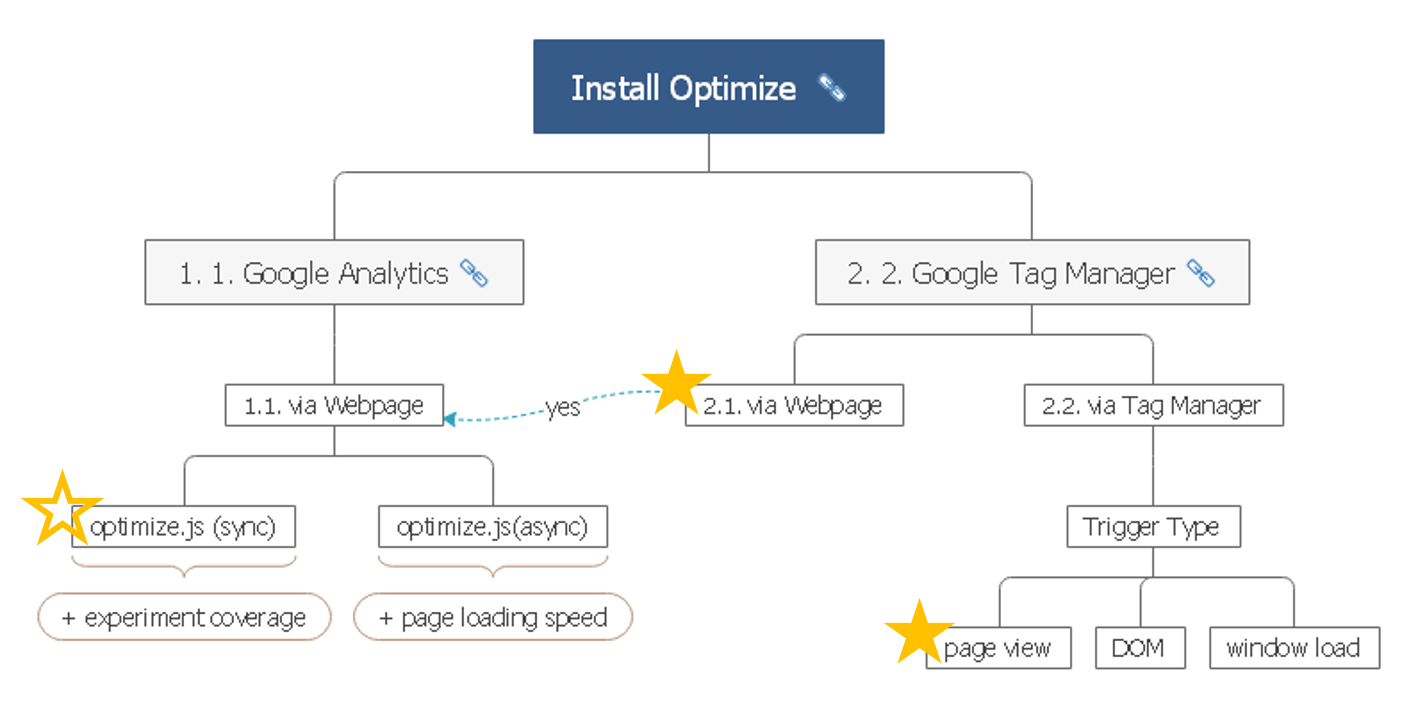 Install Optimize
1. 1. Google Analytics
2. 2. Google Tag Manager
1.1. via Webpage
yes
2.1. via Webpage
2.2. via Tag Manager
optimize.js (sync)
optimize.js(async)
Trigger Type
+ experiment coverage
+ page loading speed
page view
DOM
window load